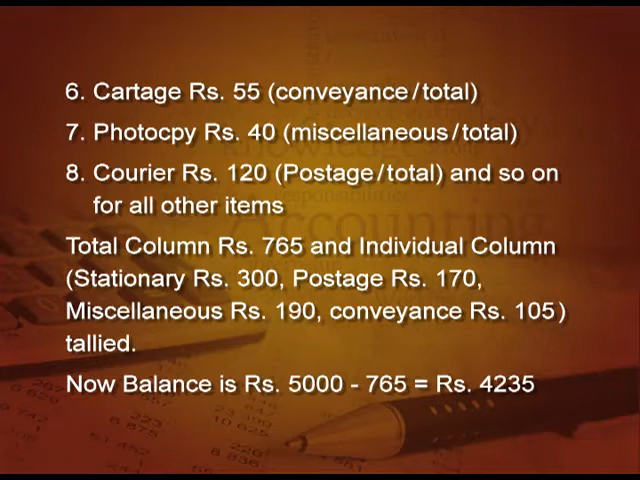 6. Cartage Rs. 55 (conveyance/total)
7. Photocpy Rs. 40 (miscellaneous/total)
8. Courier Rs. 120 (Postage/total) and so on
for all other items
Total Column Rs. 765 and Individual Column
(Stationary Rs. 300, Postage Rs. 170,
Miscellaneous Rs. 190, conveyance Rs. 105)
tallied.
Now Balance is Rs. 5000 - 765 = Rs. 4235
Accounting
responsibilities